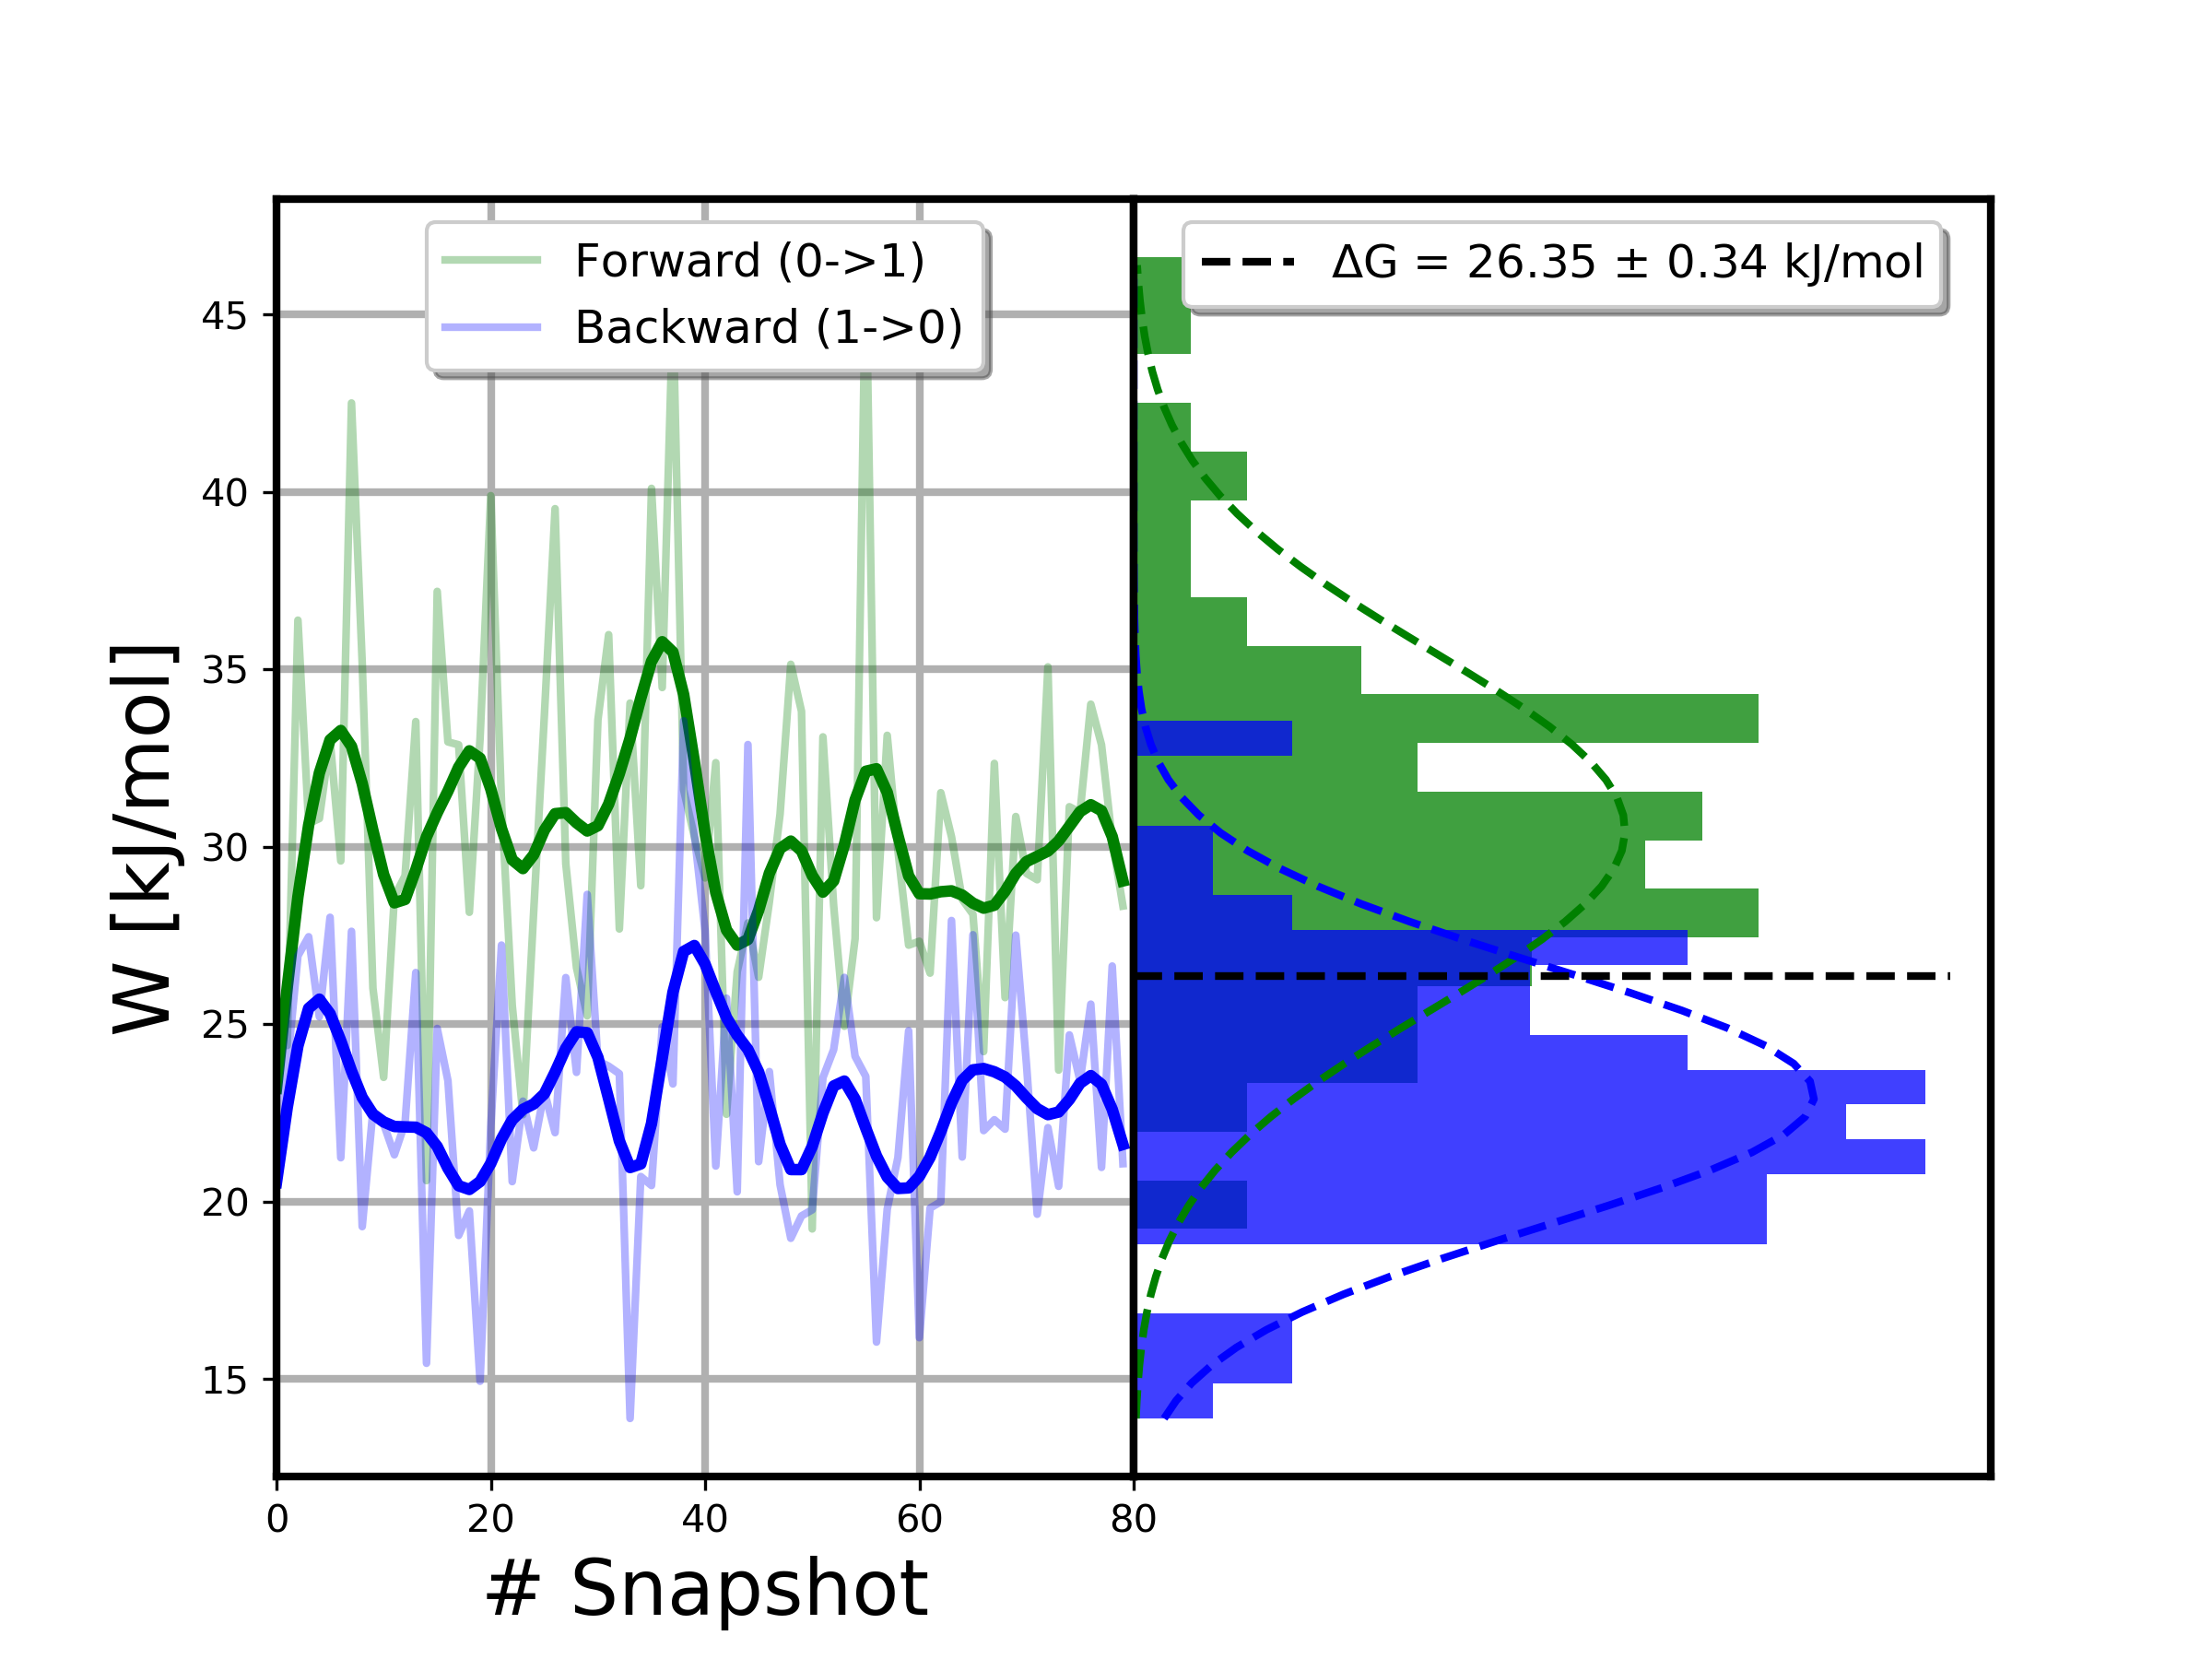 Forward (0->1)
Backward (1->0)
ΔG = 26.35 ± 0.34 kJ/mol
W [kJ/mol]
45
40
35
30
25
20
15
0
20
40
60
80
# Snapshot